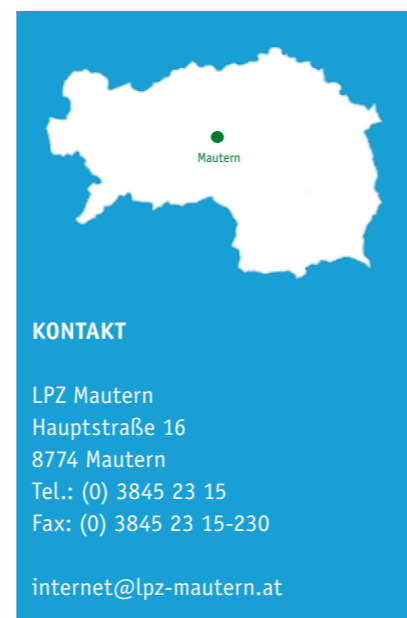 Mautern
KONTAKT
LPZ Mautern
Hauptstraße 16
8774 Mautern
Tel.: (0) 3845 23 15
Fax: (0) 3845 23 15-230
internet@lpz-mautern.at